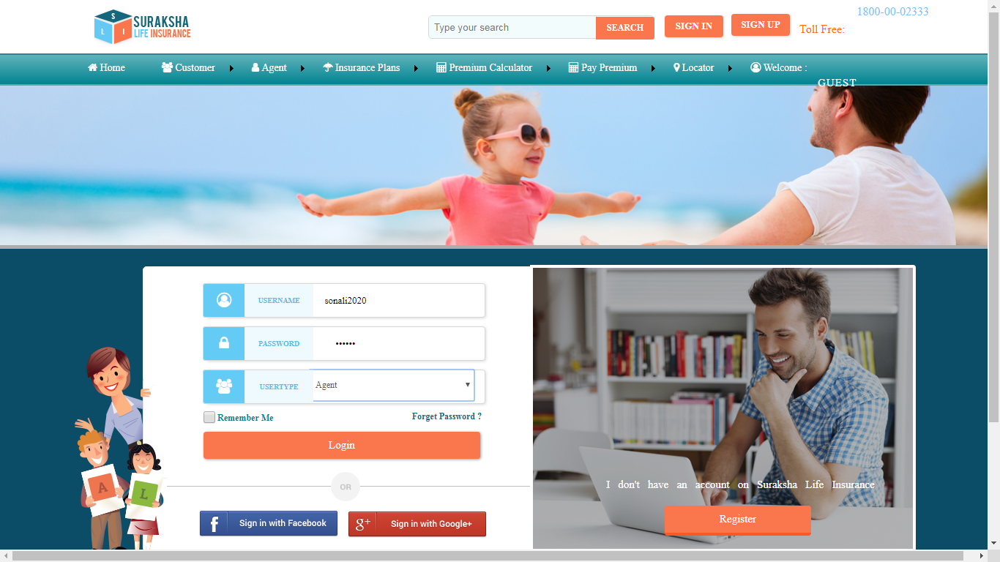 S
L I
SURAKSHA
LIFE INSURANCE
Type your search
SEARCH
SIGN IN
SIGN UP
1800-00-02333
Toll Free:
Home
Customer
Agent
Insurance Plans
Premium Calculator
Pay Premium
Locator
Welcome :
GUEST
USERNAME
sonali2020
PASSWORD
••••••
USERTYPE
Agent
Remember Me
Forget Password ?
Login
OR
A
L
f Sign in with Facebook
g+ Sign in with Google+
I don't have an account on Suraksha Life Insurance
Register